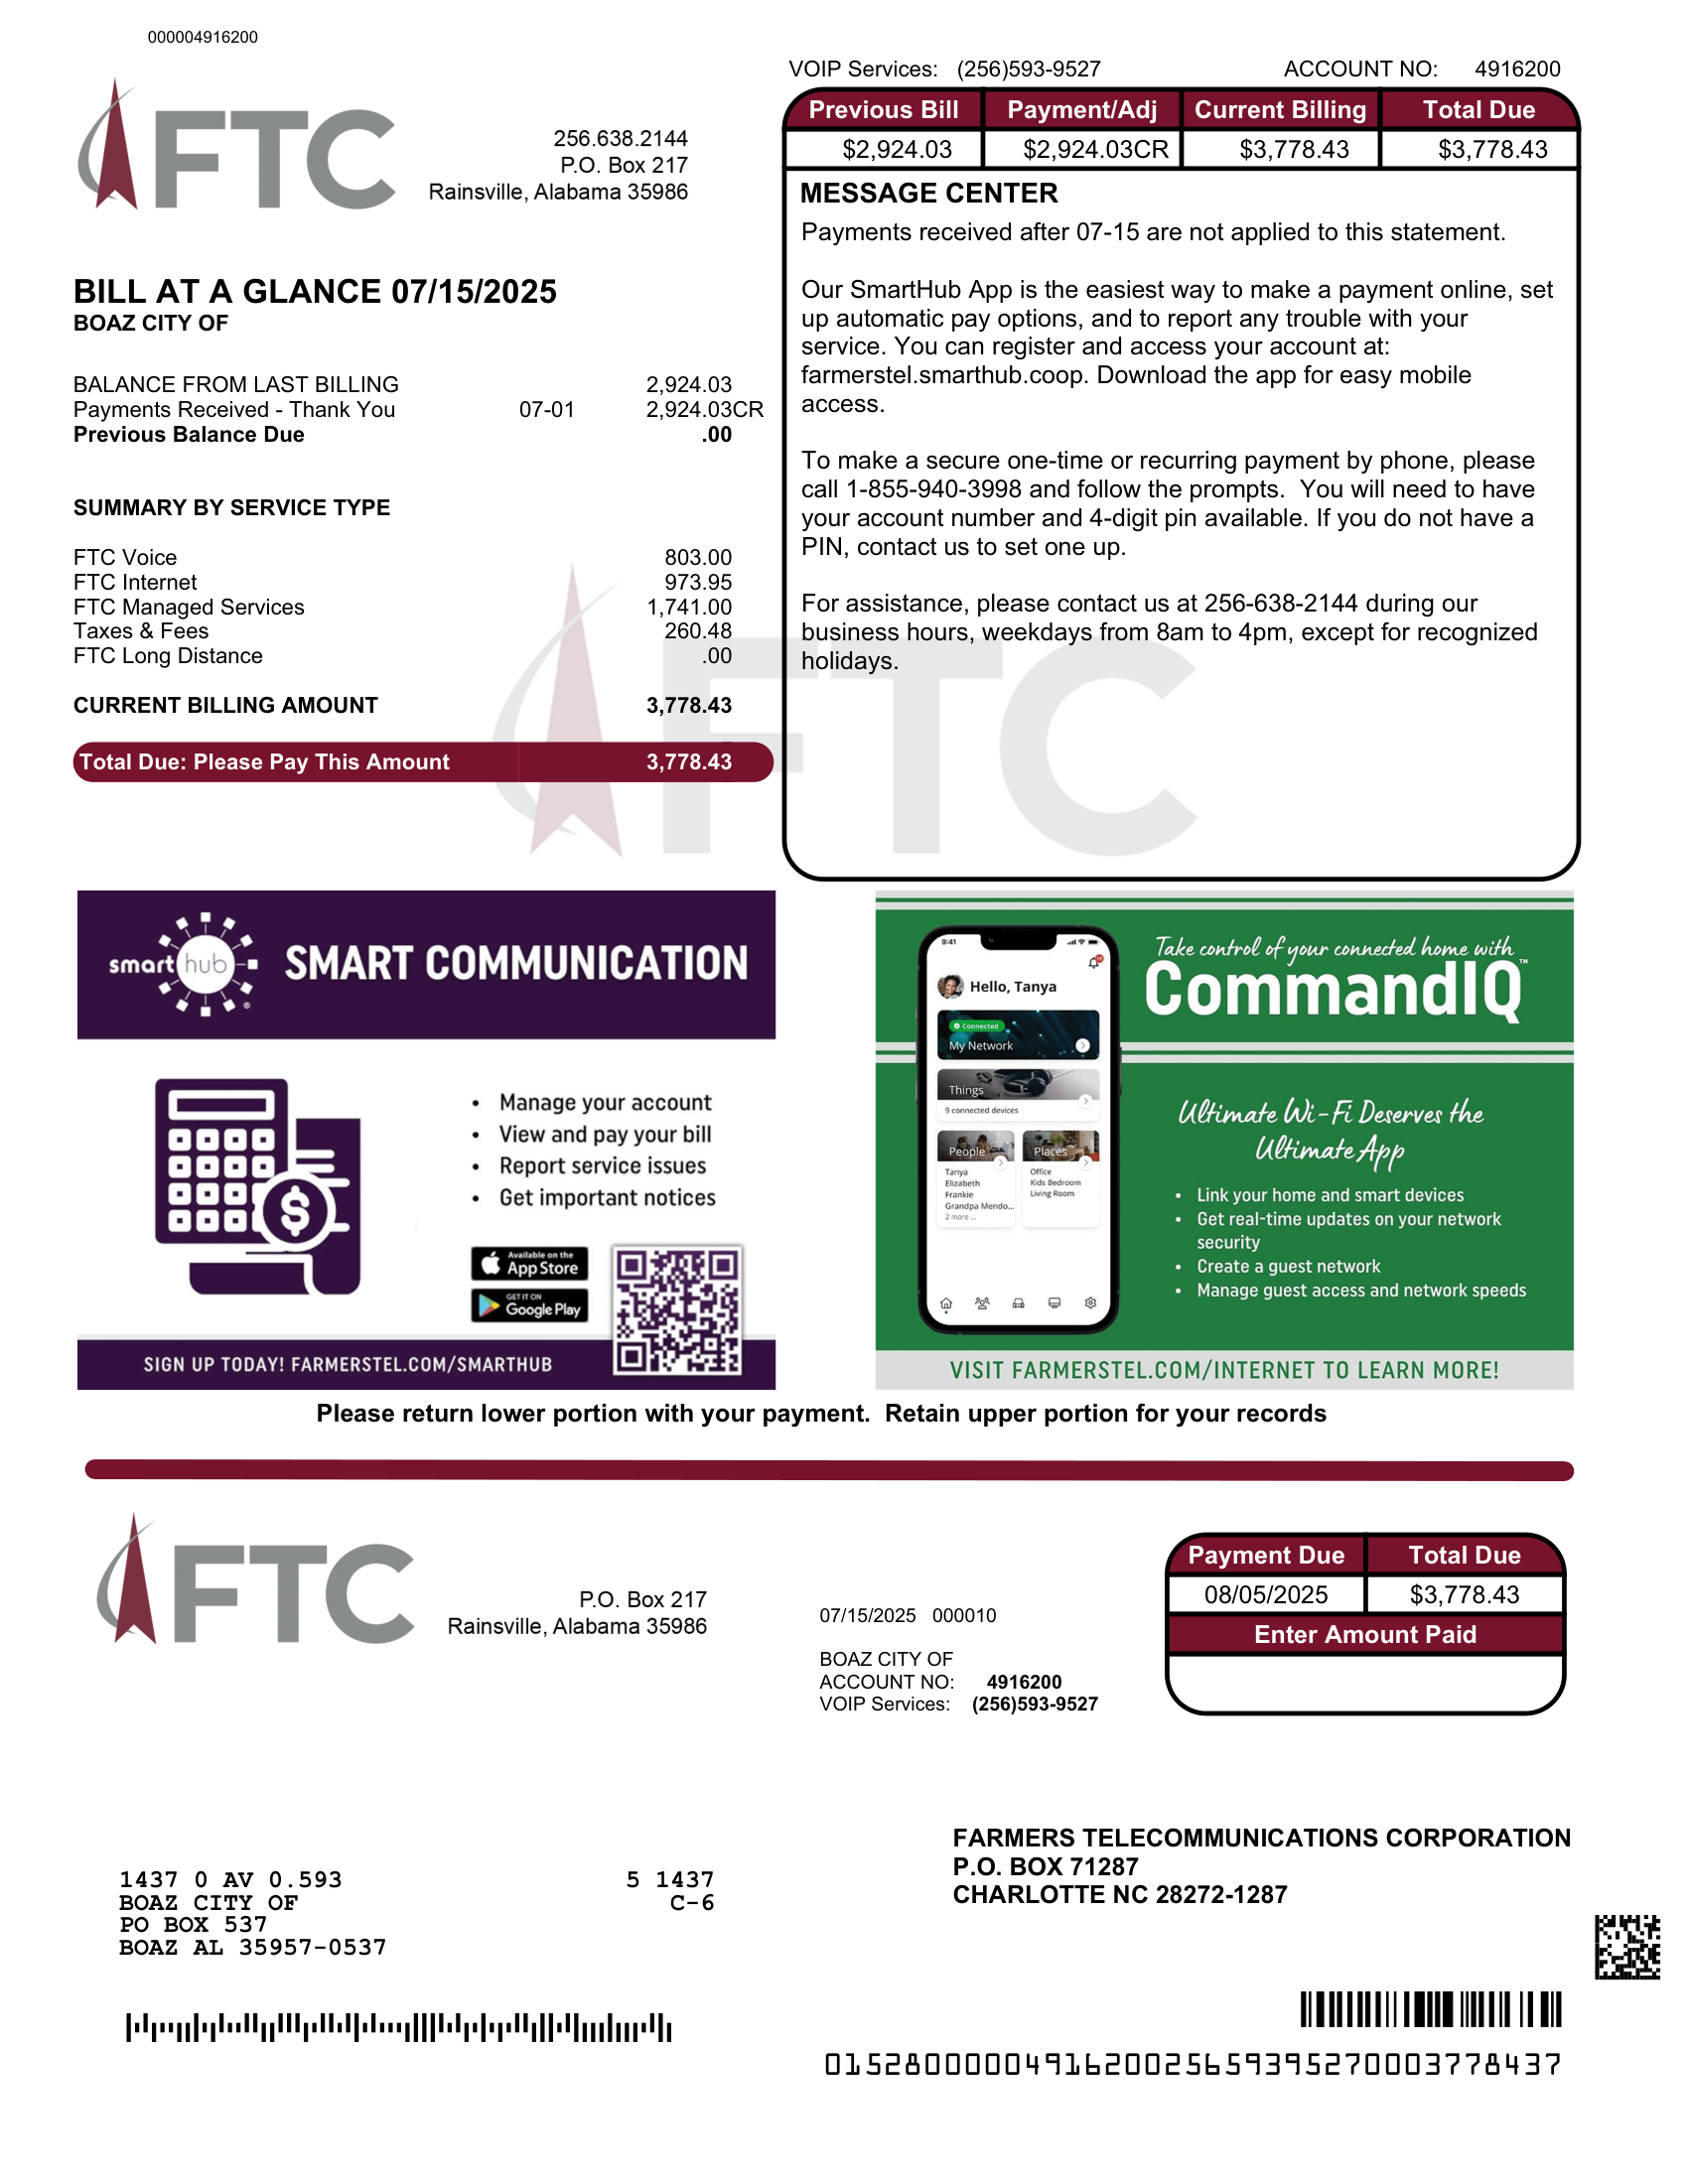 000004916200
VOIP Services: (256)593-9527 ACCOUNT NO: 4916200
FTC
256.638.2144
P.O. Box 217
Rainsville, Alabama 35986
Previous Bill Payment/Adj Current Billing Total Due
$2,924.03 $2,924.03CR $3,778.43 $3,778.43
MESSAGE CENTER
Payments received after 07-15 are not applied to this statement.
Our SmartHub App is the easiest way to make a payment online, set
up automatic pay options, and to report any trouble with your
service. You can register and access your account at:
farmerstel.smarthub.coop. Download the app for easy mobile
access.
To make a secure one-time or recurring payment by phone, please
call 1-855-940-3998 and follow the prompts. You will need to have
your account number and 4-digit pin available. If you do not have a
PIN, contact us to set one up.
For assistance, please contact us at 256-638-2144 during our
business hours, weekdays from 8am to 4pm, except for recognized
holidays.
BILL AT A GLANCE 07/15/2025
BOAZ CITY OF
BALANCE FROM LAST BILLING 2,924.03
Payments Received - Thank You 07-01 2,924.03CR
Previous Balance Due .00
SUMMARY BY SERVICE TYPE
FTC Voice 803.00
FTC Internet 973.95
FTC Managed Services 1,741.00
Taxes & Fees 260.48
FTC Long Distance .00
CURRENT BILLING AMOUNT 3,778.43
Total Due: Please Pay This Amount 3,778.43
FTC
smart hub ® SMART COMMUNICATION
• Manage your account
• View and pay your bill
• Report service issues
• Get important notices
Available on the
App Store
GET IT ON
Google Play
SIGN UP TODAY! FARMERSTEL.COM/SMARTHUB
9:41
Hello, Tanya
Connected
My Network
Things
9 connected devices
People Places
Tanya
Elizabeth
Frankie
Grandpa Mendo...
2 more ...
Office
Kids Bedroom
Living Room
Take control of your connected home with
CommandIQ™
Ultimate Wi-Fi Deserves the
Ultimate App
• Link your home and smart devices
• Get real-time updates on your network
security
• Create a guest network
• Manage guest access and network speeds
VISIT FARMERSTEL.COM/INTERNET TO LEARN MORE!
Please return lower portion with your payment. Retain upper portion for your records
FTC
P.O. Box 217
Rainsville, Alabama 35986
07/15/2025 000010
BOAZ CITY OF
ACCOUNT NO: 4916200
VOIP Services: (256)593-9527
Payment Due Total Due
08/05/2025 $3,778.43
Enter Amount Paid
FARMERS TELECOMMUNICATIONS CORPORATION
P.O. BOX 71287
CHARLOTTE NC 28272-1287
1437 0 AV 0.593 5 1437
BOAZ CITY OF C-6
PO BOX 537
BOAZ AL 35957-0537
0152800000491620025659395270003778437